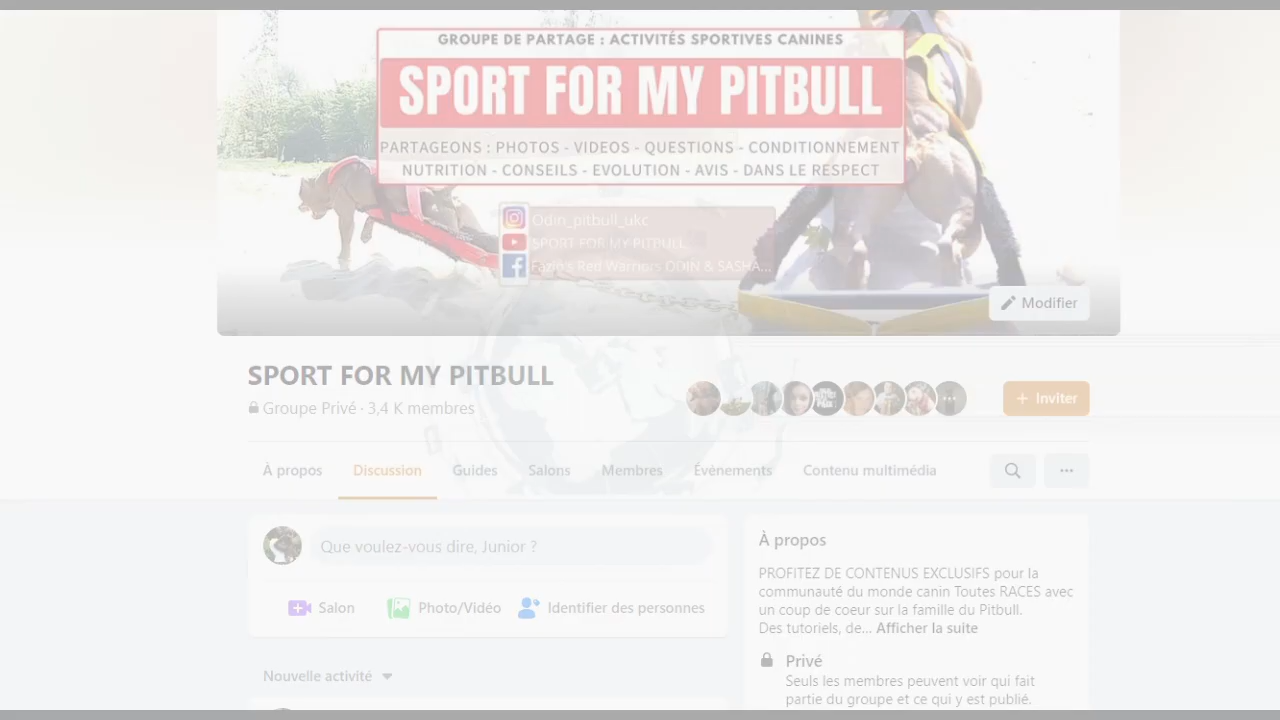 GROUPE DE PARTAGE : ACTIVITÉS SPORTIVES CANINES
SPORT FOR MY PITBULL
PARTAGEONS : PHOTOS - VIDEOS - QUESTIONS - CONDITIONNEMENT
NUTRITION - CONSEILS - EVOLUTION - AVIS - DANS LE RESPECT
Odin_pitbull_ukc
SPORT FOR MY PITBULL
Fazin's Red Warriors ODIN & SASHA...
Modifier
SPORT FOR MY PITBULL
Groupe Privé · 3,4 K membres
+ Inviter
À propos
Discussion
Guides
Salons
Membres
Évènements
Contenu multimédia
Que voulez-vous dire, Junior ?
Salon
Photo/Vidéo
Identifier des personnes
Nouvelle activité
À propos
PROFITEZ DE CONTENUS EXCLUSIFS pour la
communauté du monde canin Toutes RACES avec
un coup de coeur sur la famille du Pitbull.
Des tutoriels, de... Afficher la suite
Privé
Seuls les membres peuvent voir qui fait
partie du groupe et ce qui y est publié.